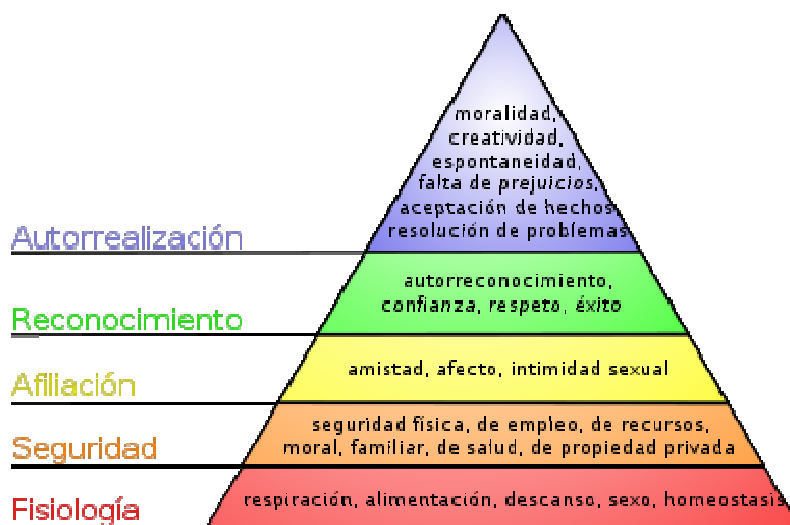 moralidad,
creatividad,
espontaneidad,
falta de prejuicios,
aceptación de hechos,
resolución de problemas
Autorrealización
autorreconocimiento,
confianza, respeto, éxito
Reconocimiento
amistad, afecto, intimidad sexual
Afiliación
seguridad física, de empleo, de recursos,
moral, familiar, de salud, de propiedad privada
Seguridad
respiración, alimentación, descanso, sexo, homeostasis
Fisiología